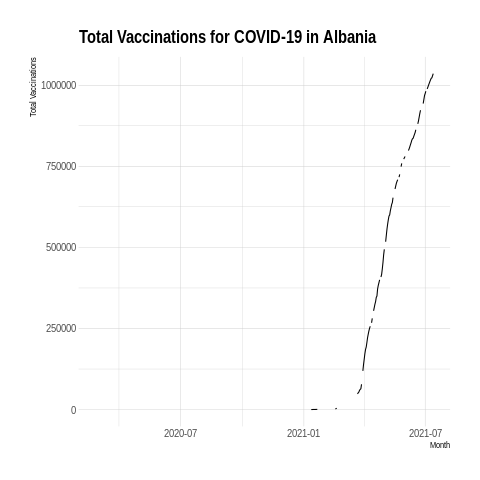 Total Vaccinations for COVID-19 in Albania
Total Vaccinations
1000000
750000
500000
250000
0
2020-07
2021-01
2021-07
Month